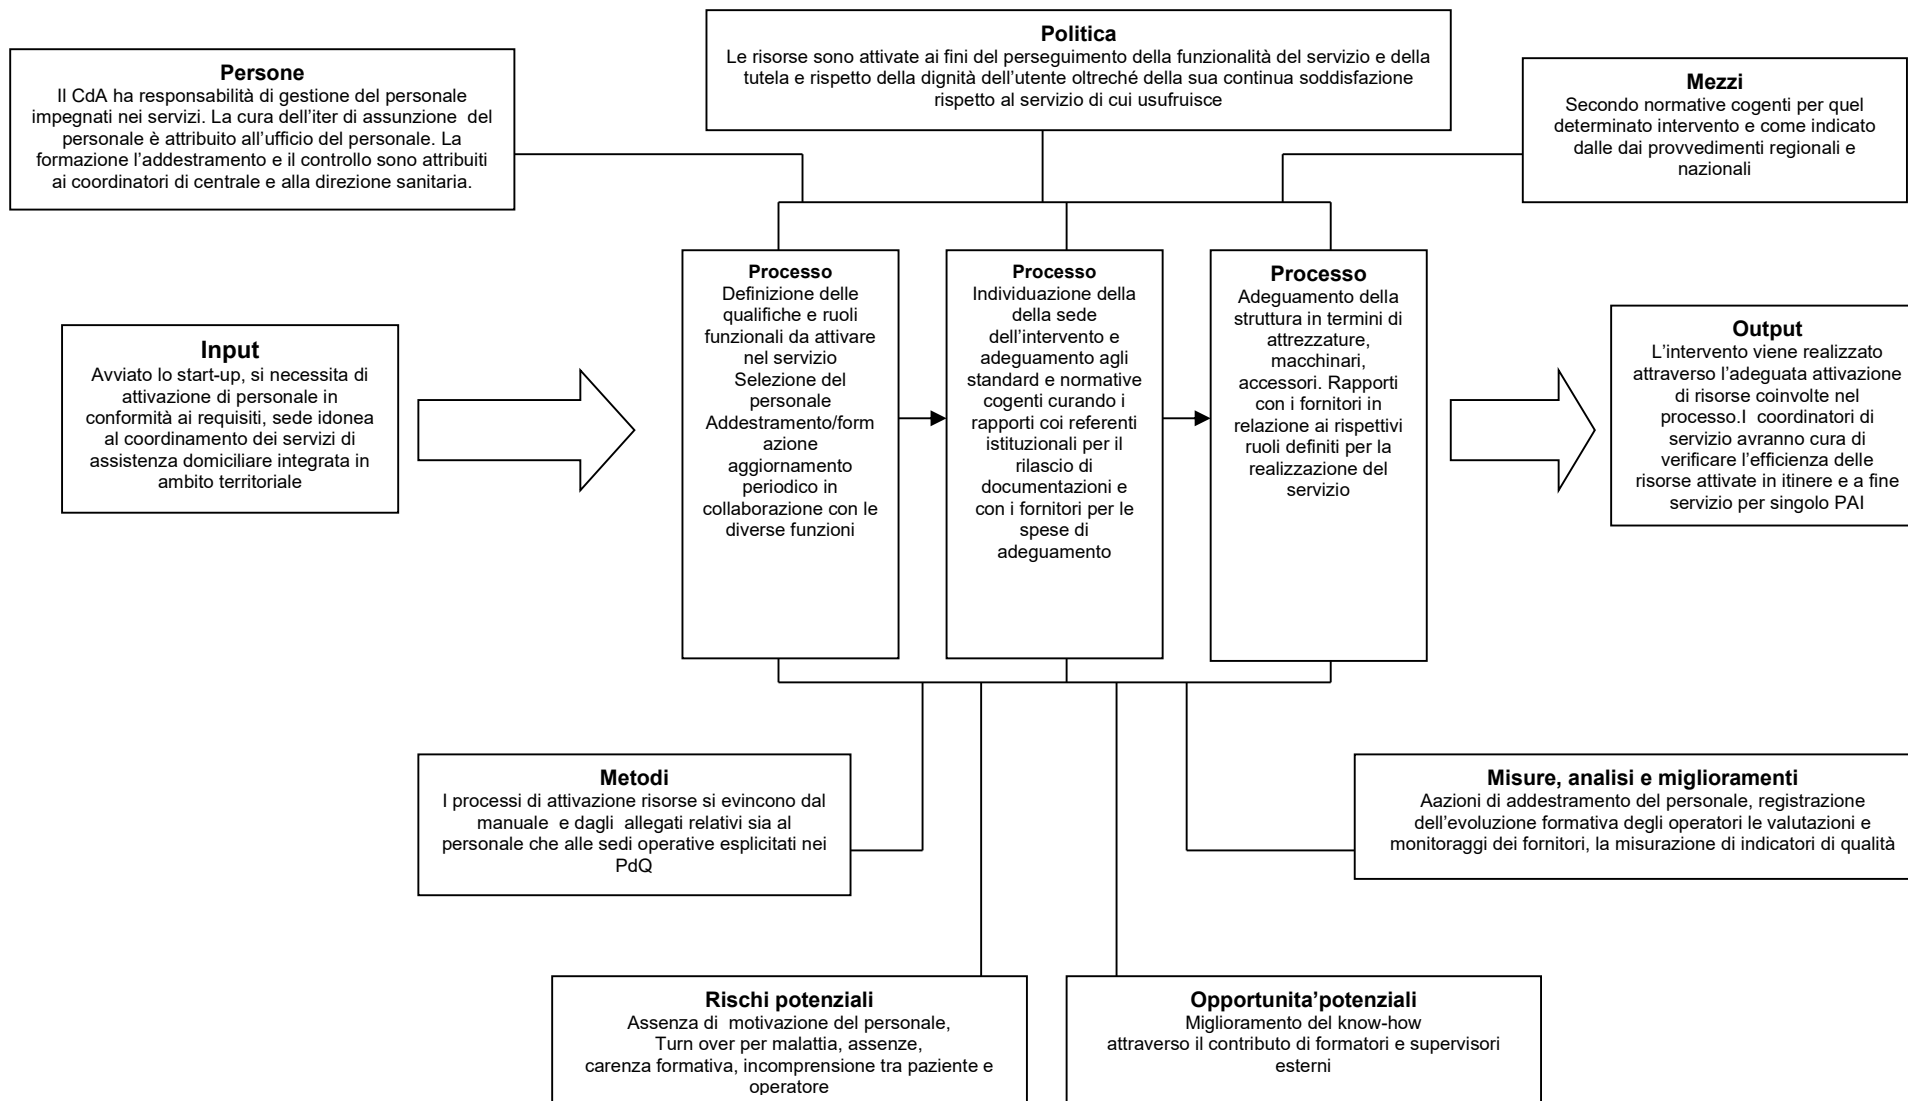 Politica
Le risorse sono attivate ai fini del perseguimento della funzionalità del servizio e della
tutela e rispetto della dignità dell'utente oltreché della sua continua soddisfazione
rispetto al servizio di cui usufruisce
Persone
Il CdA ha responsabilità di gestione del personale
impegnati nei servizi. La cura dell'iter di assunzione  del
personale è attribuito all'ufficio del personale. La
formazione l'addestramento e il controllo sono attribuiti
ai coordinatori di centrale e alla direzione sanitaria.
Mezzi
Secondo normative cogenti per quel
determinato intervento e come indicato
dalle dai provvedimenti regionali e
nazionali
Input
Avviato lo start-up, si necessita di
attivazione di personale in
conformità ai requisiti, sede idonea
al coordinamento dei servizi di
assistenza domiciliare integrata in
ambito territoriale
Processo
Definizione delle
qualifiche e ruoli
funzionali da attivare
nel servizio
Selezione del
personale
Addestramento/form
azione
aggiornamento
periodico in
collaborazione con le
diverse funzioni
Processo
Individuazione della
della sede
dell'intervento e
adeguamento agli
standard e normative
cogenti curando i
rapporti coi referenti
istituzionali per il
rilascio di
documentazioni e
con i fornitori per le
spese di
adeguamento
Processo
Adeguamento della
struttura in termini di
attrezzature,
macchinari,
accessori. Rapporti
con i fornitori in
relazione ai rispettivi
ruoli definiti per la
realizzazione del
servizio
Output
L'intervento viene realizzato
attraverso l'adeguata attivazione
di risorse coinvolte nel
processo.I  coordinatori di
servizio avranno cura di
verificare l'efficienza delle
risorse attivate in itinere e a fine
servizio per singolo PAI
Metodi
I processi di attivazione risorse si evincono dal
manuale  e dagli  allegati relativi sia al
personale che alle sedi operative esplicitati nei
PdQ
Misure, analisi e miglioramenti
Aazioni di addestramento del personale, registrazione
dell'evoluzione formativa degli operatori le valutazioni e
monitoraggi dei fornitori, la misurazione di indicatori di qualità
Rischi potenziali
Assenza di  motivazione del personale,
Turn over per malattia, assenze,
carenza formativa, incomprensione tra paziente e
operatore
Opportunita'potenziali
Miglioramento del know-how
attraverso il contributo di formatori e supervisori
esterni